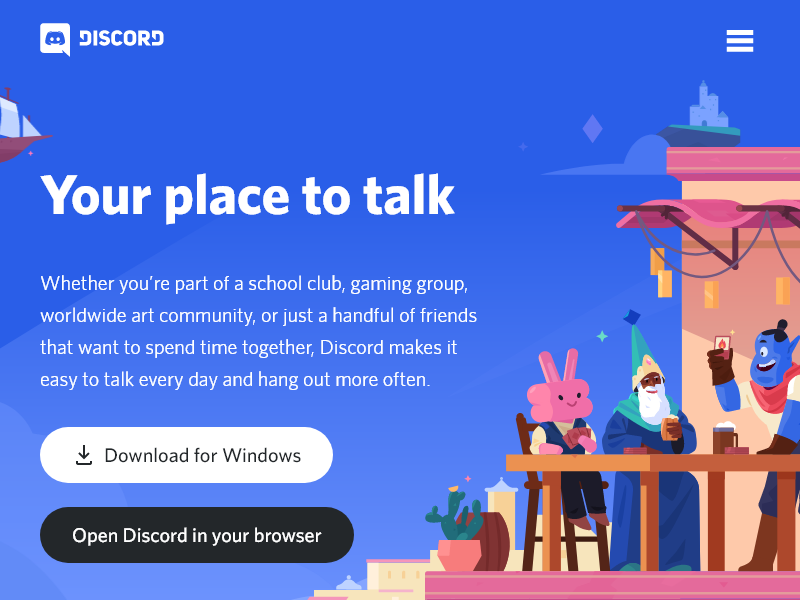 DISCORD
Your place to talk
Whether you're part of a school club, gaming group,
worldwide art community, or just a handful of friends
that want to spend time together, Discord makes it
easy to talk every day and hang out more often.
Download for Windows
Open Discord in your browser